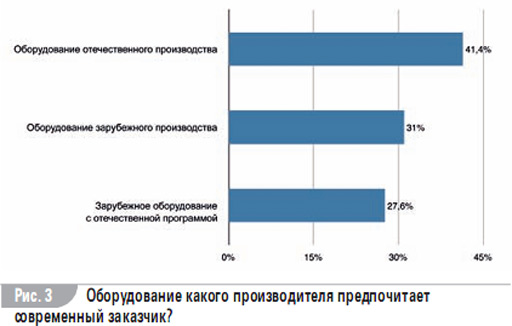 Оборудование отечественного производства
41,4%
Оборудование зарубежного производства
31%
Зарубежное оборудование
с отечественной программой
27,6%
0%
15%
30%
45%
Рис. 3 Оборудование какого производителя предпочитает
современный заказчик?